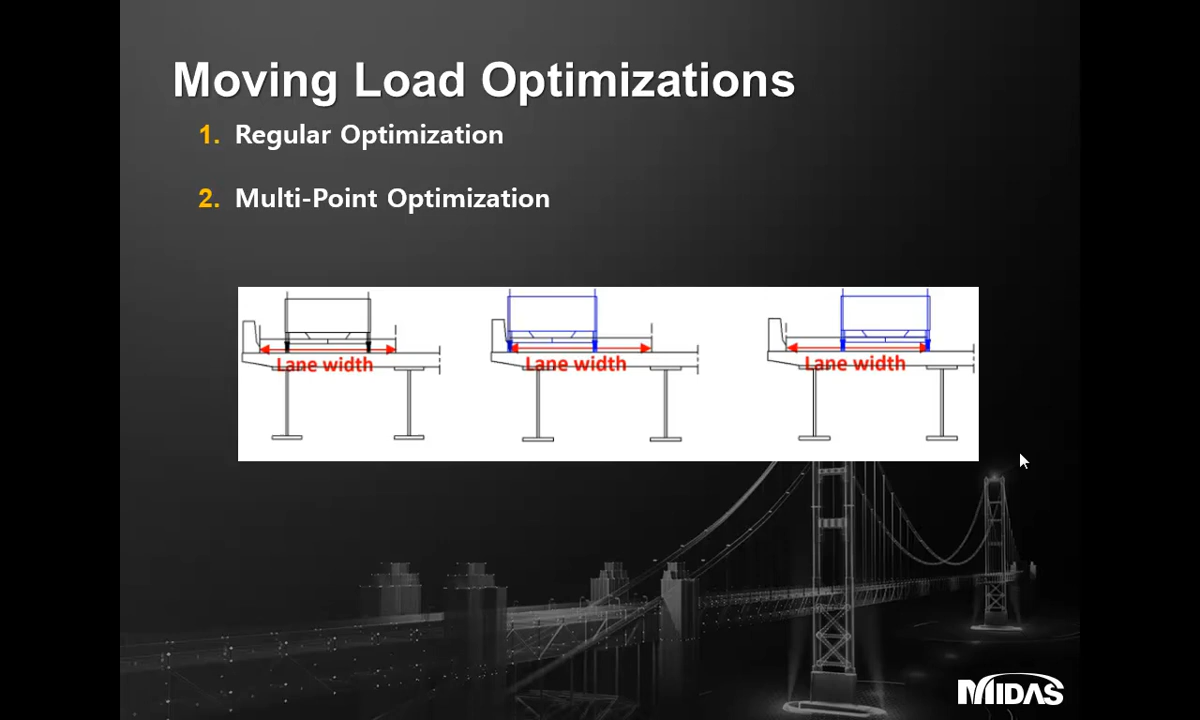 Moving Load Optimizations
1. Regular Optimization
2. Multi-Point Optimization
Lane width
Lane width
Lane width
MIDAS